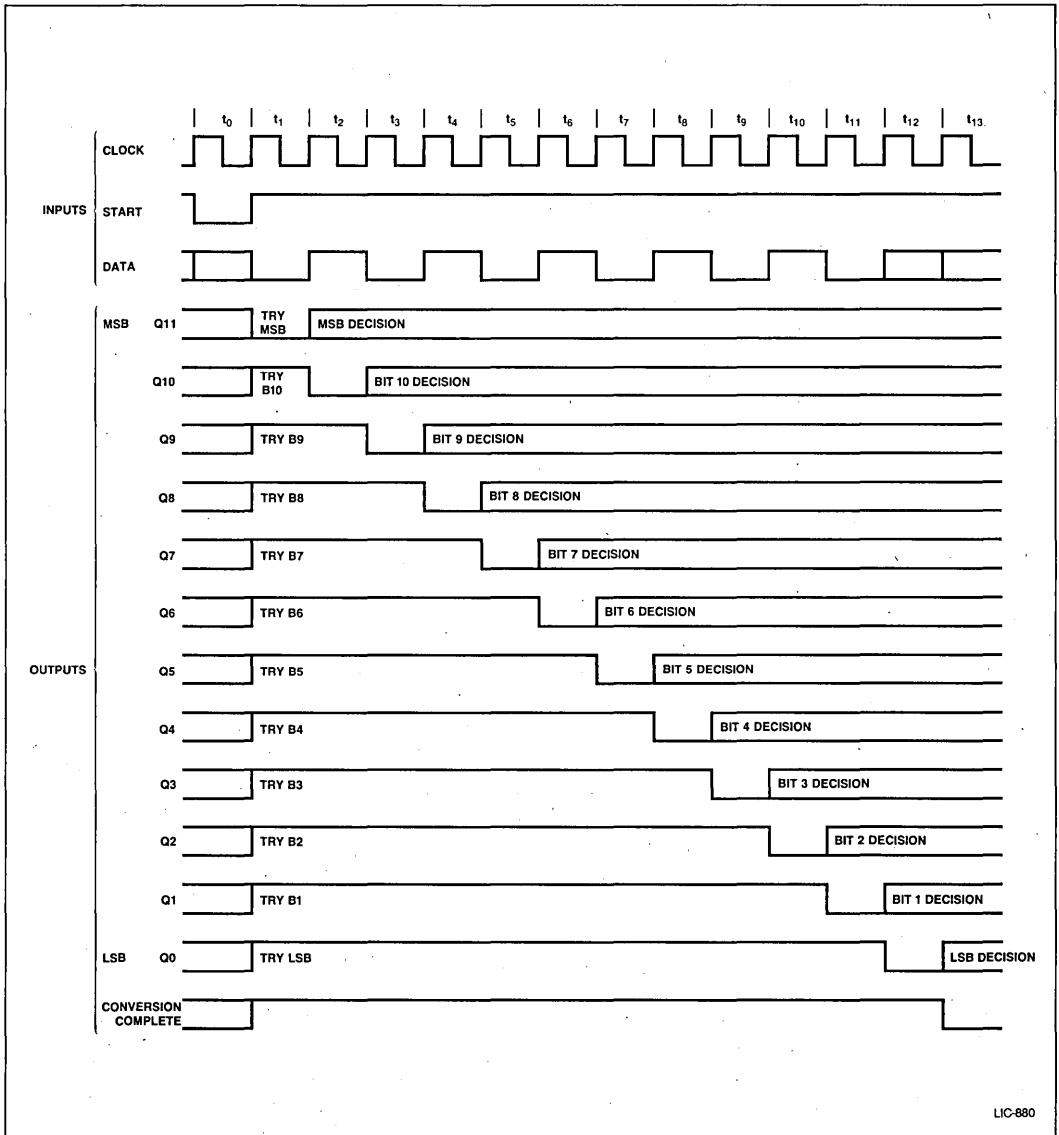 t0 t1 t2 t3 t4 t5 t6 t7 t8 t9 t10 t11 t12 t13.
CLOCK
INPUTS START
DATA
MSB Q11 TRY MSB MSB DECISION
Q10 TRY B10 BIT 10 DECISION
Q9 TRY B9 BIT 9 DECISION
Q8 TRY B8 BIT 8 DECISION
Q7 TRY B7 BIT 7 DECISION
Q6 TRY B6 BIT 6 DECISION
OUTPUTS Q5 TRY B5 BIT 5 DECISION
Q4 TRY B4 BIT 4 DECISION
Q3 TRY B3 BIT 3 DECISION
Q2 TRY B2 BIT 2 DECISION
Q1 TRY B1 BIT 1 DECISION
LSB Q0 TRY LSB LSB DECISION
CONVERSION
COMPLETE
LIC-880